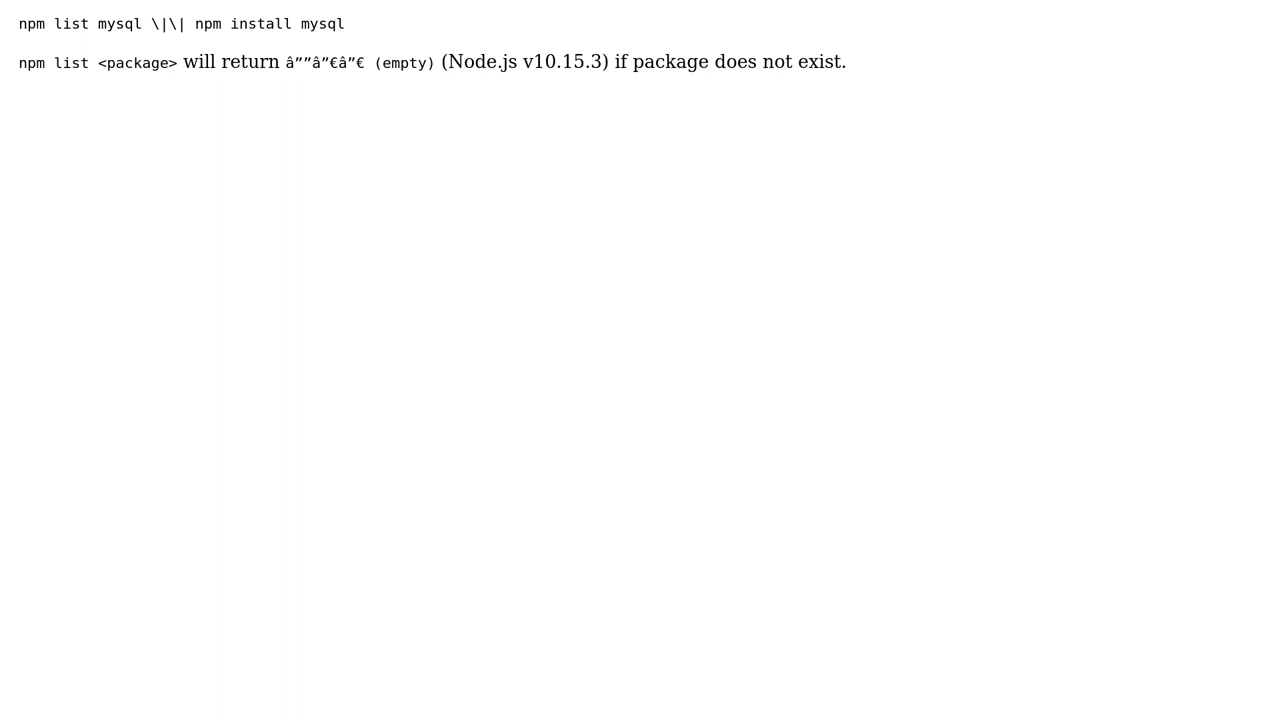 npm list mysql \|\| npm install mysql
npm list <package> will return â””â”€â”€ (empty) (Node.js v10.15.3) if package does not exist.